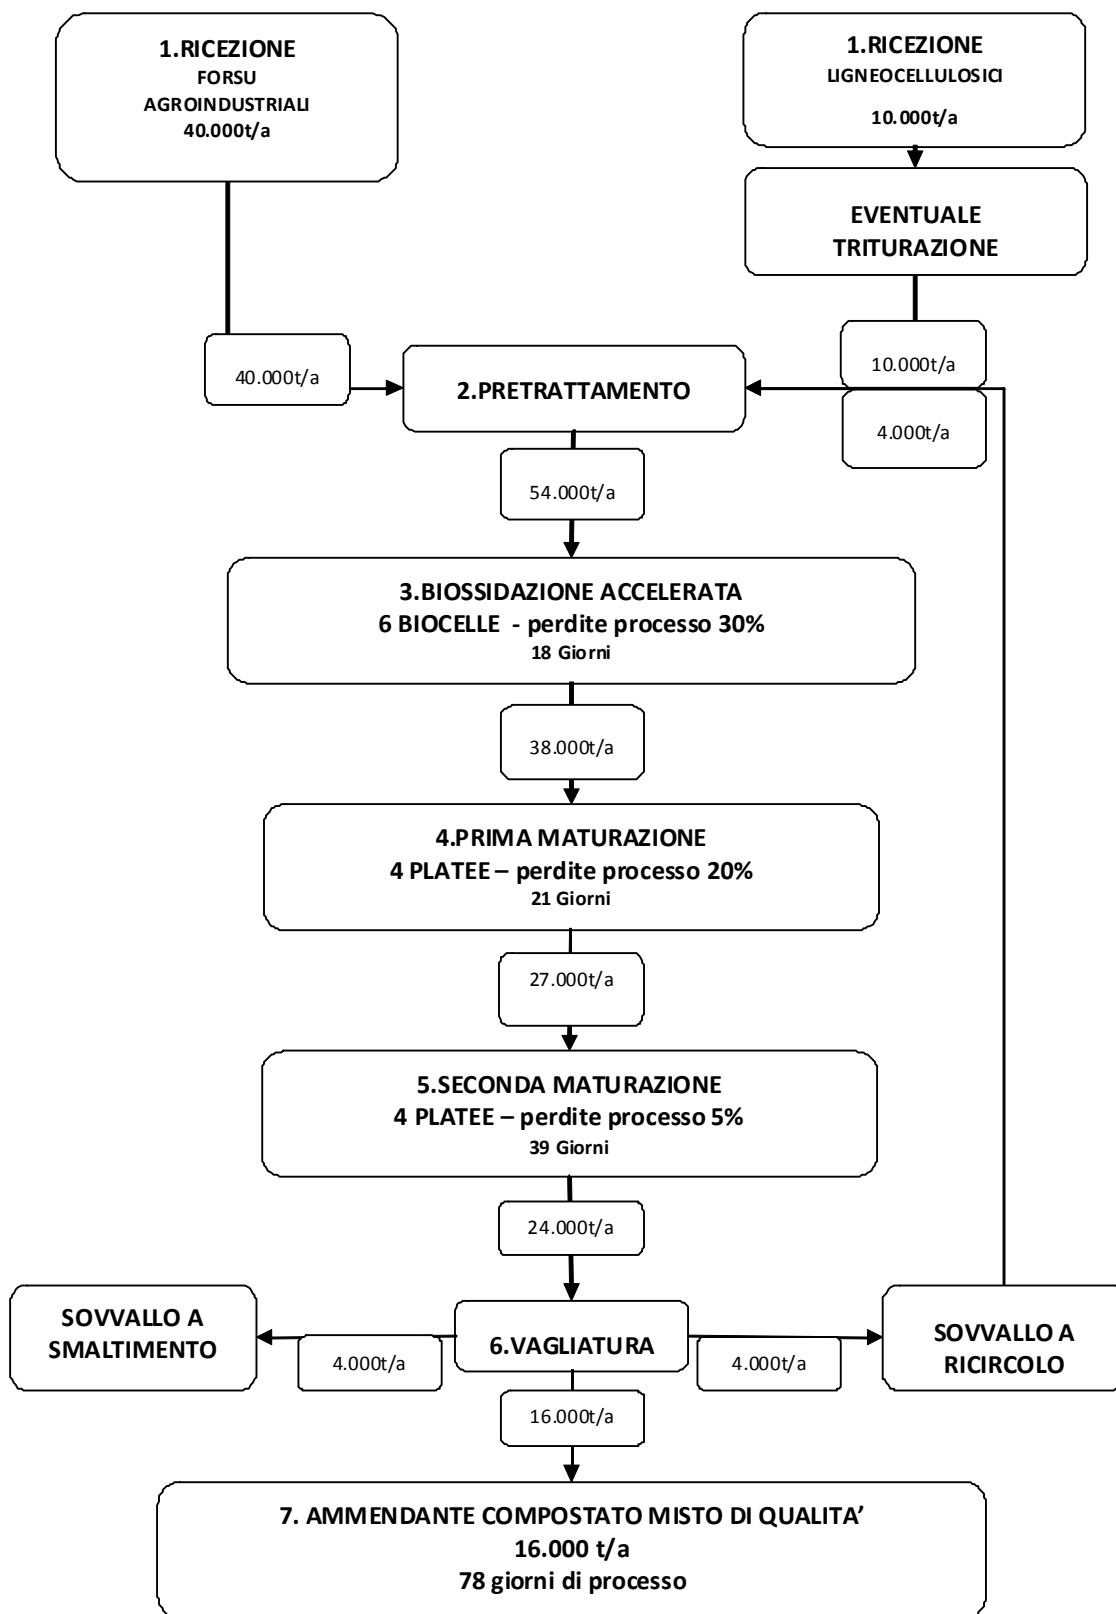 1.RICEZIONE
FORSU
AGROINDUSTRIALI
40.000t/a
1.RICEZIONE
LIGNEOCELLULOSICI
10.000t/a
EVENTUALE
TRITURAZIONE
40.000t/a
2.PRETRATTAMENTO
10.000t/a
4.000t/a
54.000t/a
3.BIOSSIDAZIONE ACCELERATA
6 BIOCELLE - perdite processo 30%
18 Giorni
38.000t/a
4.PRIMA MATURAZIONE
4 PLATEE – perdite processo 20%
21 Giorni
27.000t/a
5.SECONDA MATURAZIONE
4 PLATEE – perdite processo 5%
39 Giorni
24.000t/a
SOVVALLO A
SMALTIMENTO
4.000t/a
6.VAGLIATURA
4.000t/a
SOVVALLO A
RICIRCOLO
16.000t/a
7. AMMENDANTE COMPOSTATO MISTO DI QUALITA’
16.000 t/a
78 giorni di processo